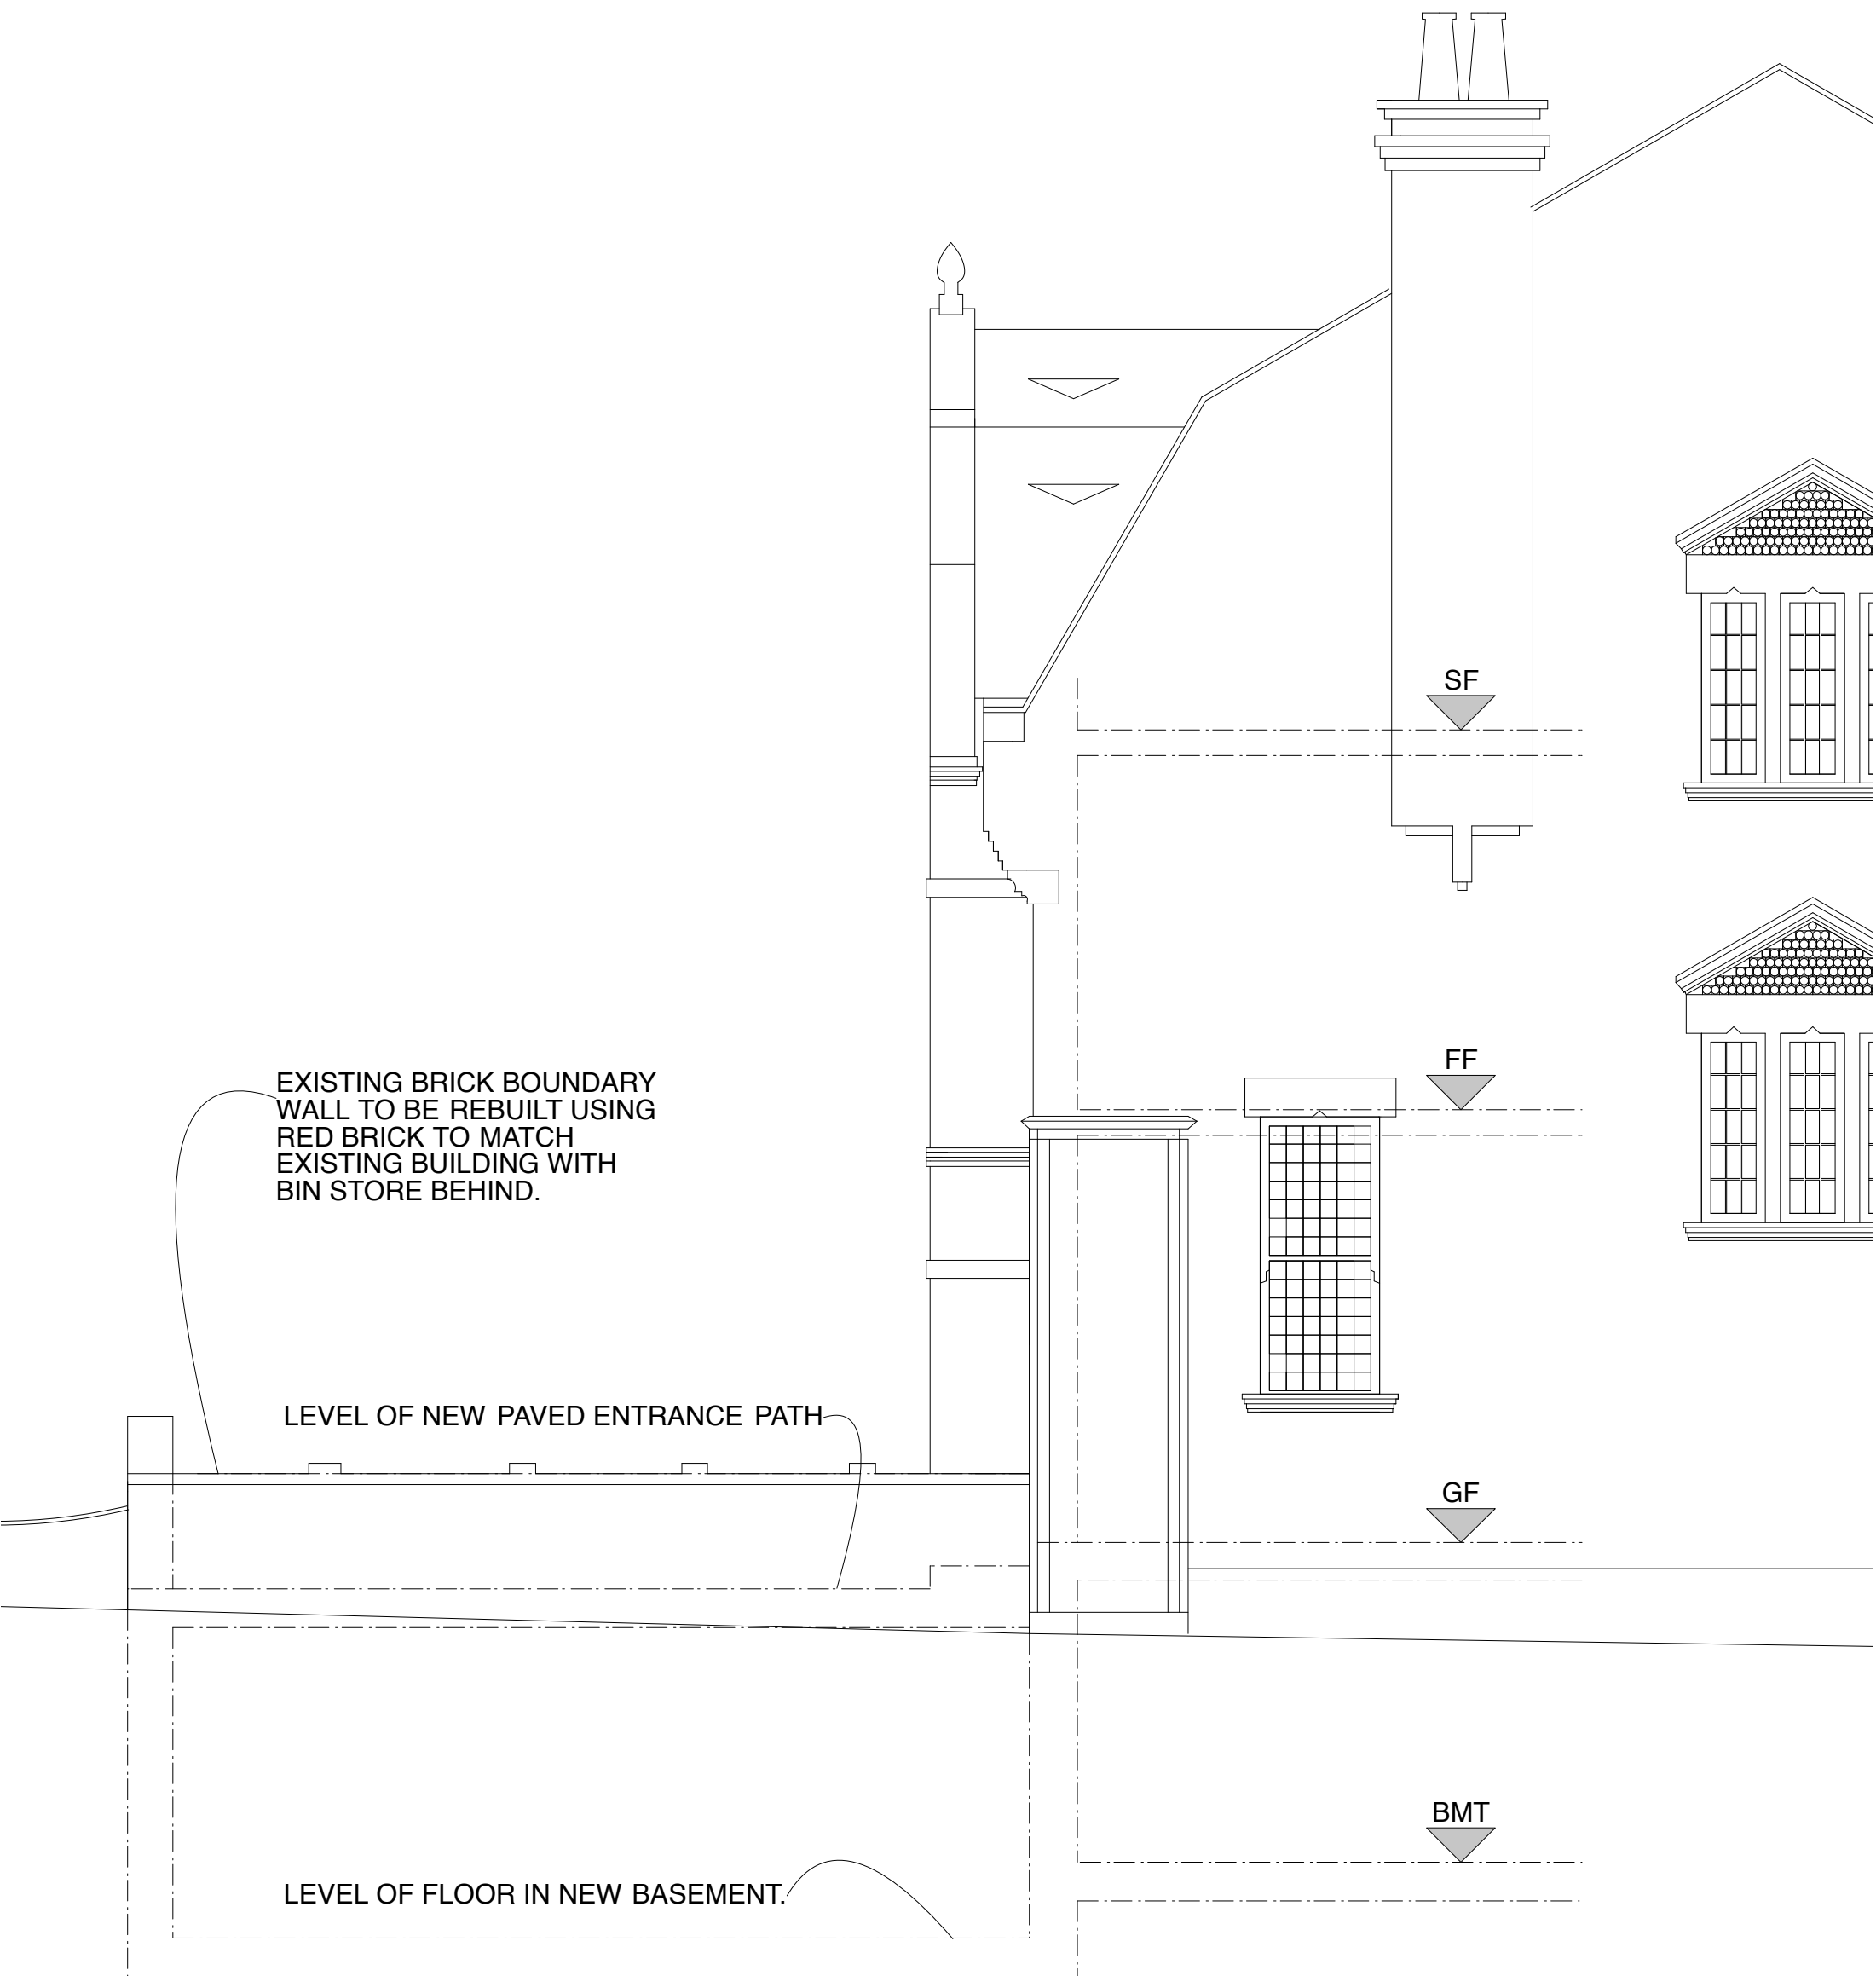 SF
FF
EXISTING BRICK BOUNDARY
WALL TO BE REBUILT USING
RED BRICK TO MATCH
EXISTING BUILDING WITH
BIN STORE BEHIND.
LEVEL OF NEW PAVED ENTRANCE PATH
GF
BMT
LEVEL OF FLOOR IN NEW BASEMENT.